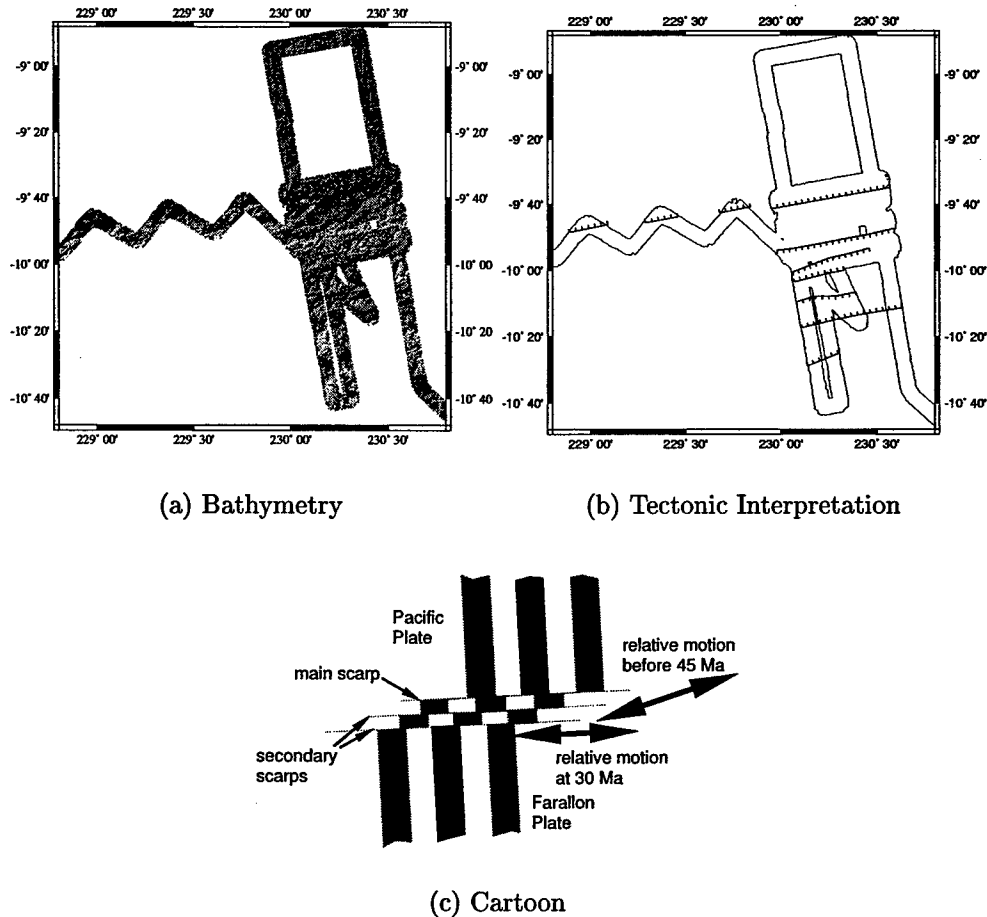 229° 00' 229° 30' 230° 00' 230° 30'
-9° 00' -9° 00'
-9° 20' -9° 20'
-9° 40' -9° 40'
-10° 00' -10° 00'
-10° 20' -10° 20'
-10° 40' -10° 40'
229° 00' 229° 30' 230° 00' 230° 30'
(a) Bathymetry
229° 00' 229° 30' 230° 00' 230° 30'
-9° 00' -9° 00'
-9° 20' -9° 20'
-9° 40' -9° 40'
-10° 00' -10° 00'
-10° 20' -10° 20'
-10° 40' -10° 40'
229° 00' 229° 30' 230° 00' 230° 30'
(b) Tectonic Interpretation
Pacific
Plate
main scarp
relative motion
before 45 Ma
secondary
scarps
relative motion
at 30 Ma
Farallon
Plate
(c) Cartoon